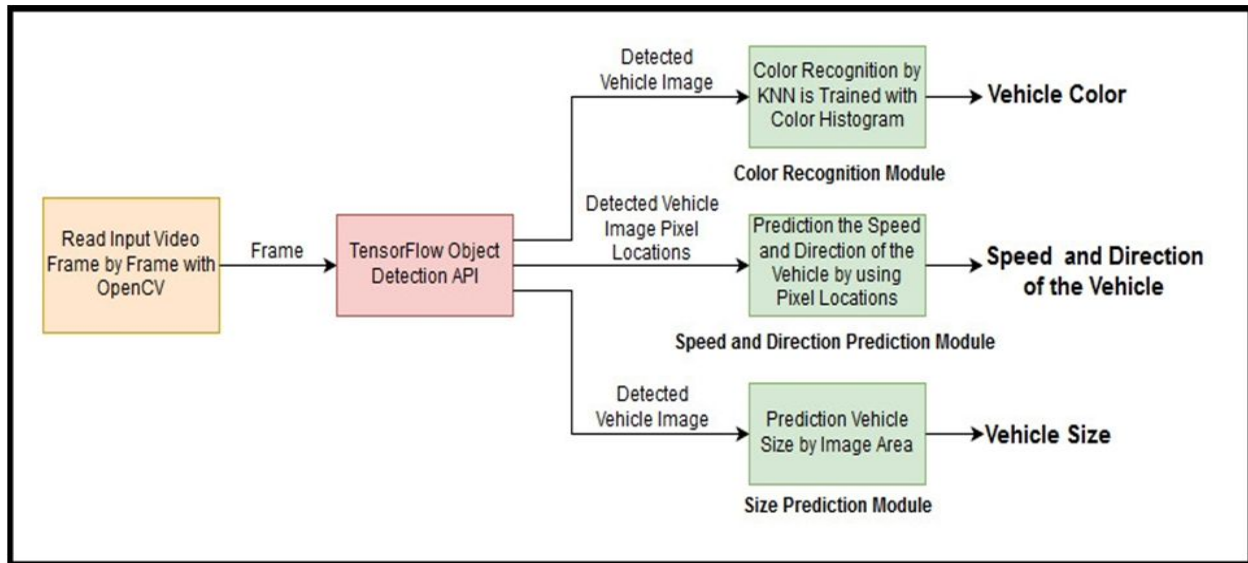 Read Input Video
Frame by Frame with
OpenCV
Frame
TensorFlow Object
Detection API
Detected
Vehicle Image
Color Recognition by
KNN is Trained with
Color Histogram
Vehicle Color
Color Recognition Module
Detected Vehicle
Image Pixel
Locations
Prediction the Speed
and Direction of the
Vehicle by using
Pixel Locations
Speed and Direction
of the Vehicle
Speed and Direction Prediction Module
Detected
Vehicle Image
Prediction Vehicle
Size by Image Area
Vehicle Size
Size Prediction Module